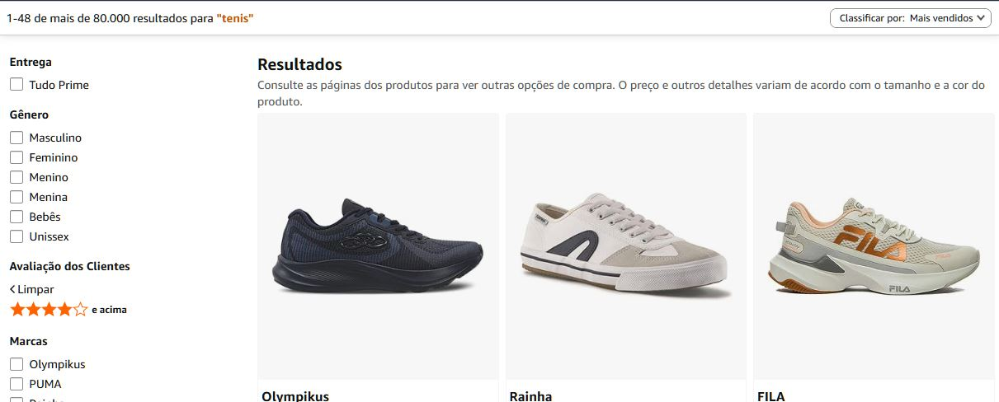 1-48 de mais de 80.000 resultados para "tenis"
Classificar por: Mais vendidos
Entrega
Tudo Prime
Gênero
Masculino
Feminino
Menino
Menina
Bebês
Unissex
Avaliação dos Clientes
Limpar
e acima
Marcas
Olympikus
PUMA
Resultados
Consulte as páginas dos produtos para ver outras opções de compra. O preço e outros detalhes variam de acordo com o tamanho e a cor do
produto.
FILA
FILA
Olympikus
Rainha
FILA